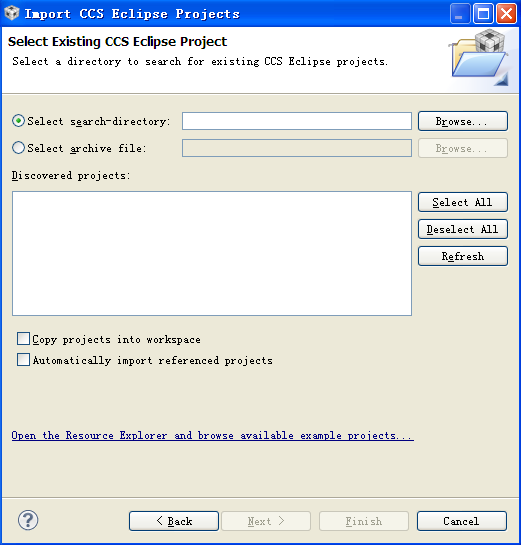 Import CCS Eclipse Projects
Select Existing CCS Eclipse Project
Select a directory to search for existing CCS Eclipse projects.
Select search-directory: Browse...
Select archive file: Browse...
Discovered projects:
Select All
Deselect All
Refresh
Copy projects into workspace
Automatically import referenced projects
Open the Resource Explorer and browse available example projects...
? < Back Next > Finish Cancel